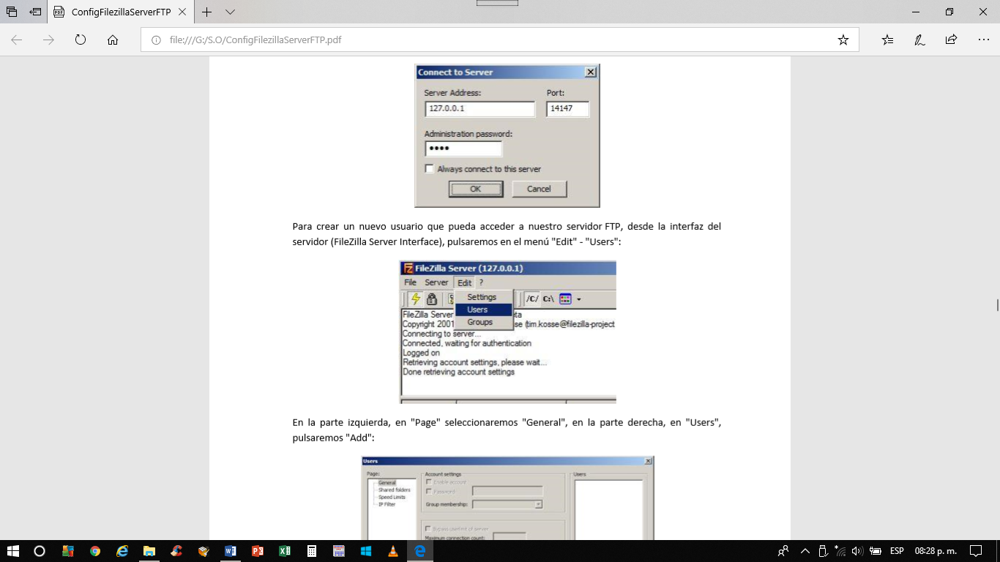 ConfigFilezillaServerFTP
file:///G:/S.O/ConfigFilezillaServerFTP.pdf
Connect to Server
Server Address:
Port:
127.0.0.1
14147
Administration password:
••••
Always connect to this server
OK
Cancel
Para crear un nuevo usuario que pueda acceder a nuestro servidor FTP, desde la interfaz del
servidor (FileZilla Server Interface), pulsaremos en el menú "Edit" - "Users":
FileZilla Server (127.0.0.1)
File Server Edit ?
Settings
/C/ C:\
Users
Groups
FileZilla Server
Copyright 2001
(tim.kosse@filezilla-project
Connecting to server...
Connected, waiting for authentication
Logged on
Retrieving account settings, please wait...
Done retrieving account settings
En la parte izquierda, en "Page" seleccionaremos "General", en la parte derecha, en "Users",
pulsaremos "Add":
Users
Page:
General
Shared folders
Speed Limits
IP Filter
Account settings
Enable account
Password:
Group membership:
Bypass userlimit of server
Maximum connection count:
Users
ESP
08:28 p. m.